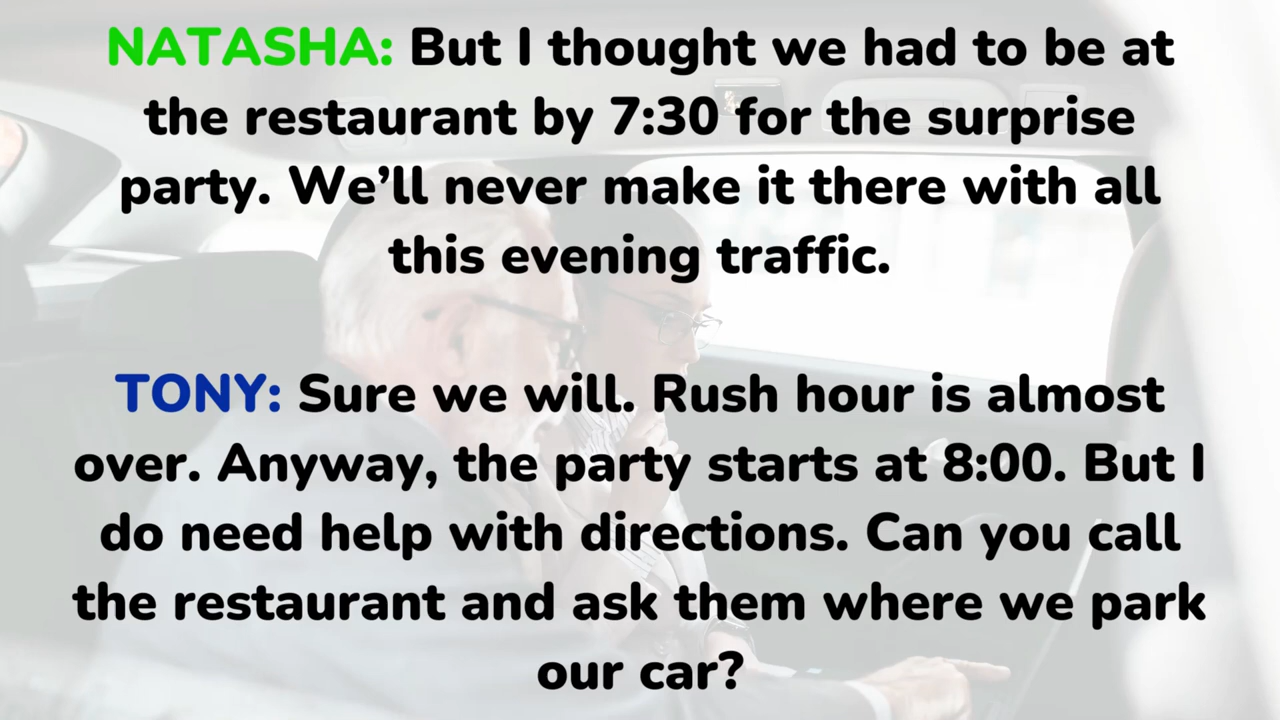 NATASHA: But I thought we had to be at
the restaurant by 7:30 for the surprise
party. We’ll never make it there with all
this evening traffic.
TONY: Sure we will. Rush hour is almost
over. Anyway, the party starts at 8:00. But I
do need help with directions. Can you call
the restaurant and ask them where we park
our car?